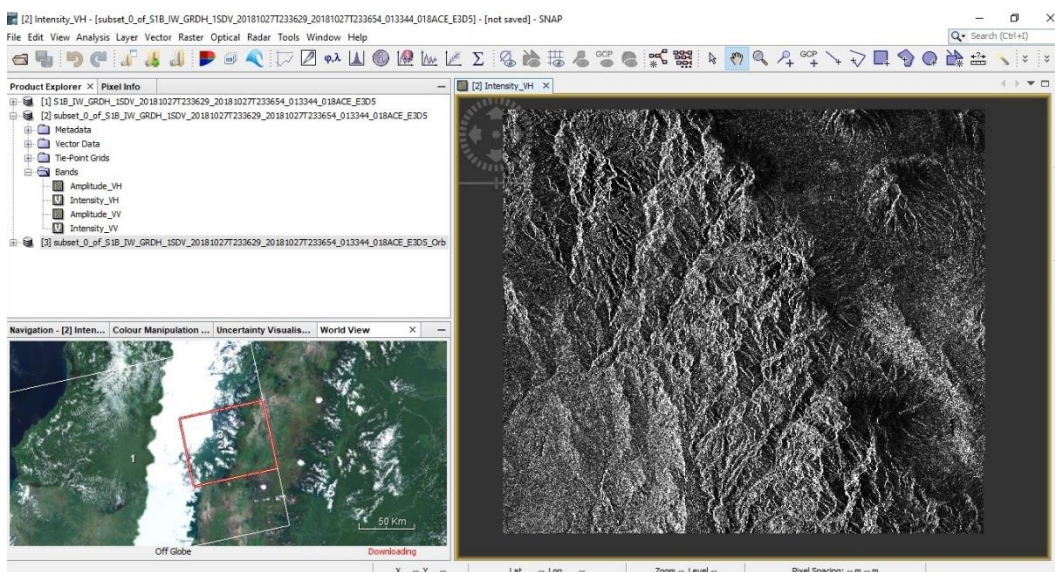 [2] Intensity_VH - [subset_0_of_S1B_IW_GRDH_1SDV_20181027T233629_20181027T233654_013344_018ACE_E3D5] - [not saved] - SNAP
File Edit View Analysis Layer Vector Raster Optical Radar Tools Window Help
Search (Ctrl+I)
GCP
φ,λ
Σ
GCP
Product Explorer × Pixel Info
[2] Intensity_VH ×
[1] S1B_IW_GRDH_1SDV_20181027T233629_20181027T233654_013344_018ACE_E3D5
[2] subset_0_of_S1B_IW_GRDH_1SDV_20181027T233629_20181027T233654_013344_018ACE_E3D5
Metadata
Vector Data
Tie-Point Grids
Bands
Amplitude_VH
Intensity_VH
Amplitude_VV
Intensity_VV
[3] subset_0_of_S1B_IW_GRDH_1SDV_20181027T233629_20181027T233654_013344_018ACE_E3D5_Orb
Navigation - [2] Inten... Colour Manipulation ... Uncertainty Visualis... World View ×
1
2
50 Km
Off Globe Downloading
X -- Y -- Lat -- Lon -- Zoom -- Level -- Pixel Spacing: -- m -- m